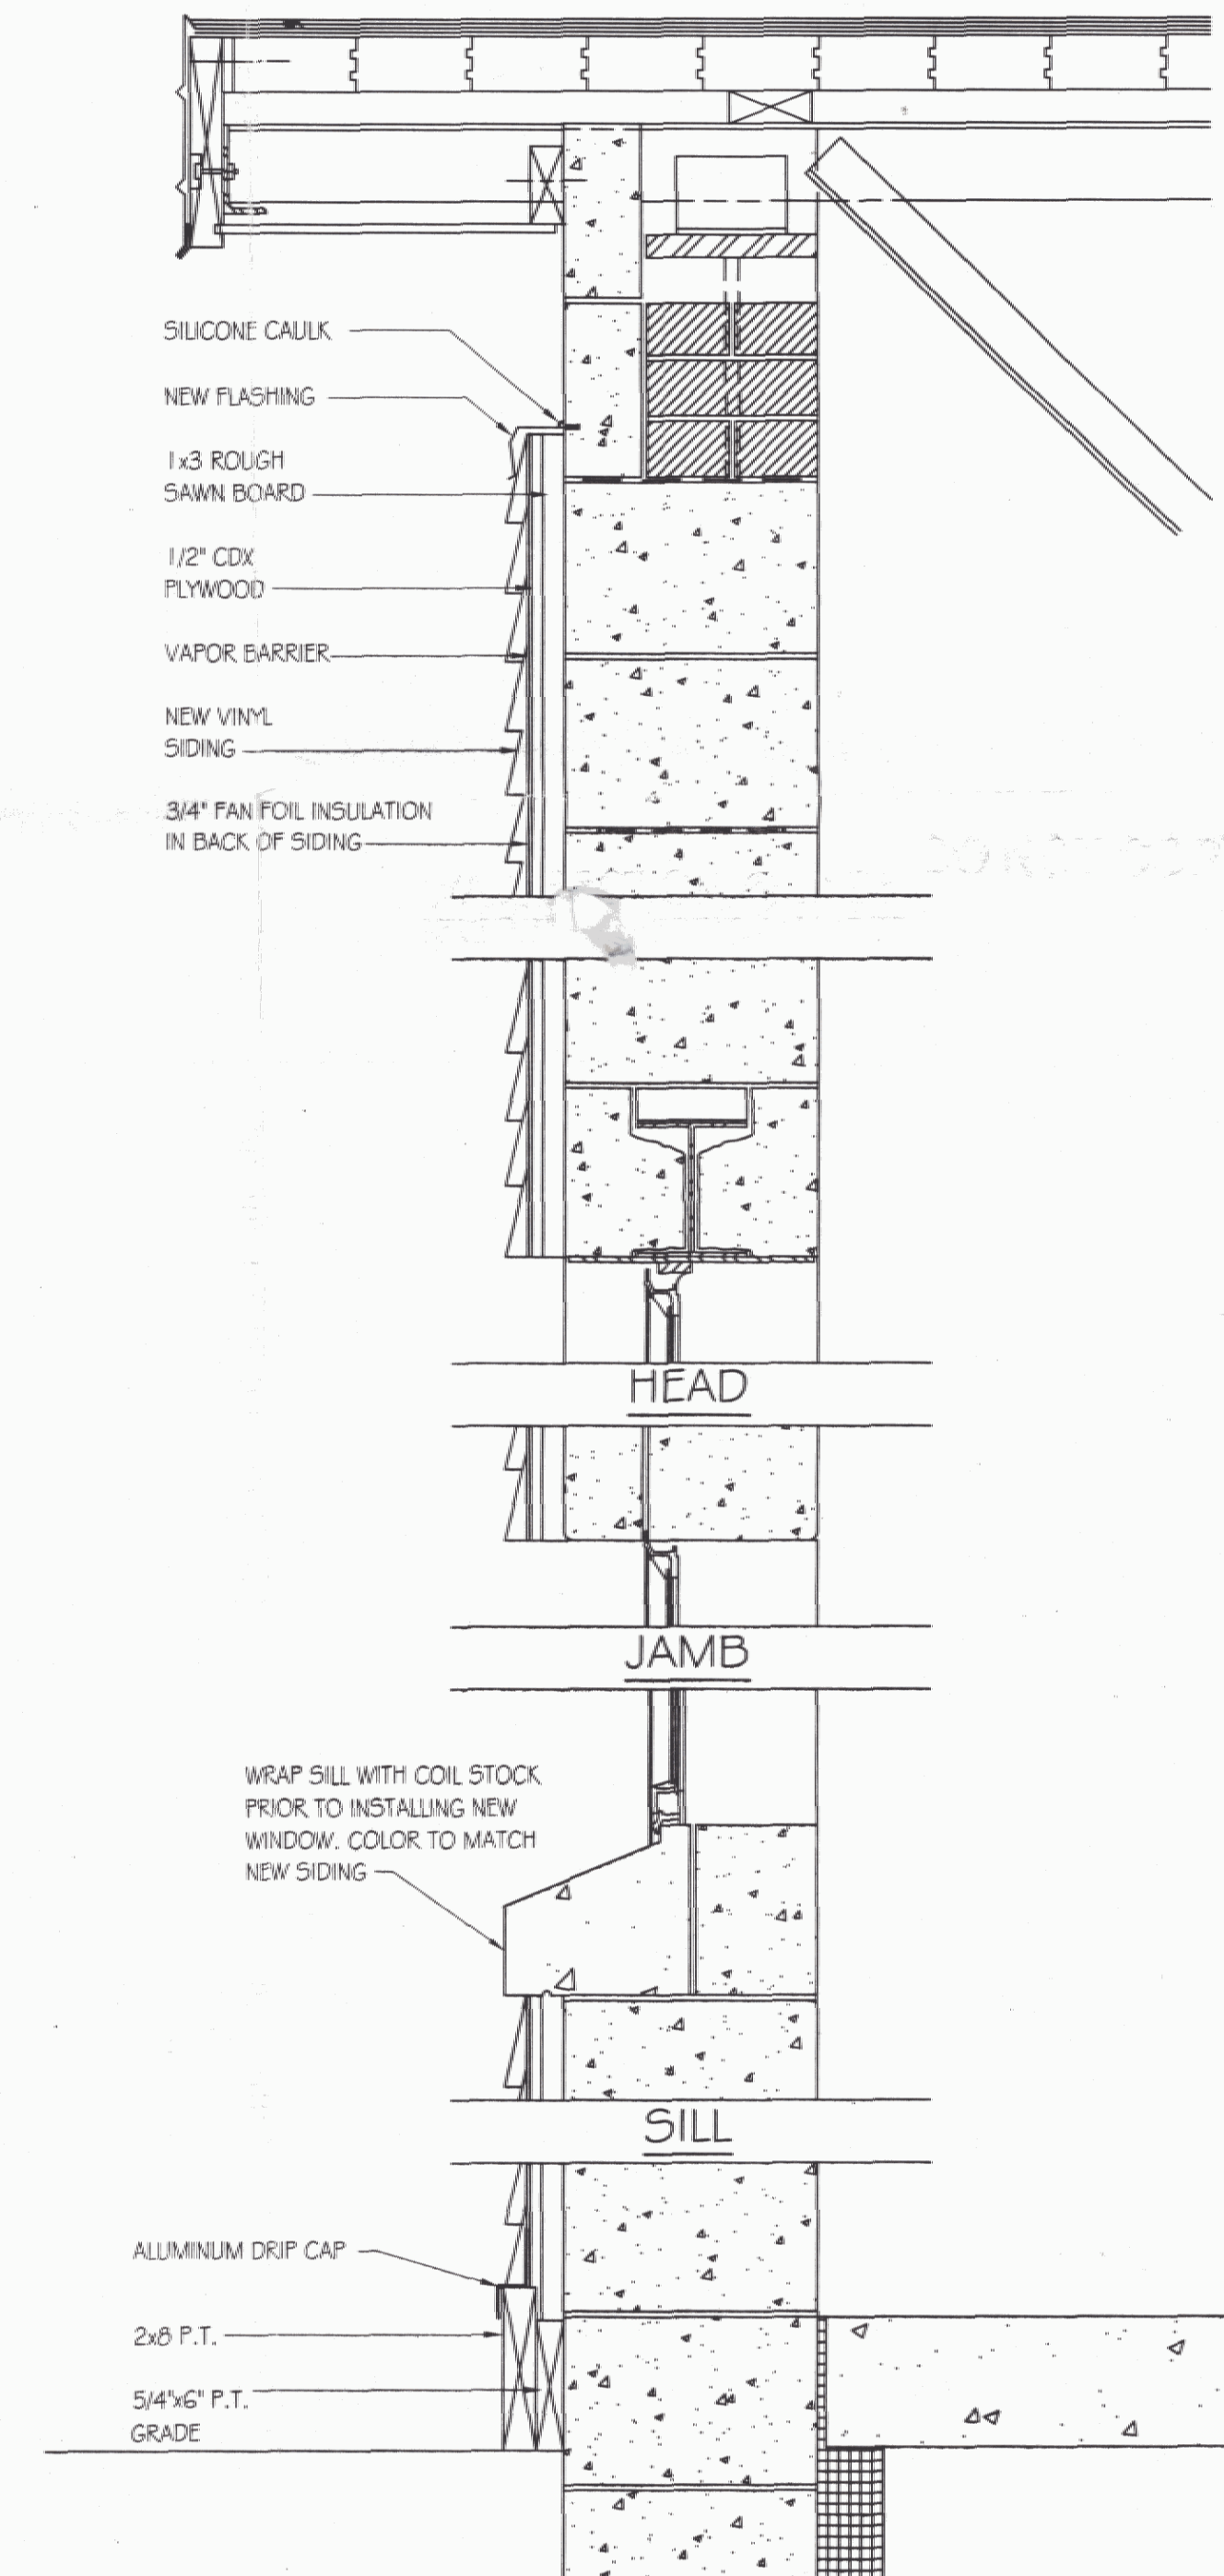 SILICONE CAULK
NEW FLASHING
1x3 ROUGH
SAWN BOARD
1/2" CDX
PLYWOOD
VAPOR BARRIER
NEW VINYL
SIDING
3/4" FAN FOIL INSULATION
IN BACK OF SIDING
HEAD
JAMB
WRAP SILL WITH COIL STOCK
PRIOR TO INSTALLING NEW
WINDOW. COLOR TO MATCH
NEW SIDING
SILL
ALUMINUM DRIP CAP
2x8 P.T.
5/4"x6" P.T.
GRADE